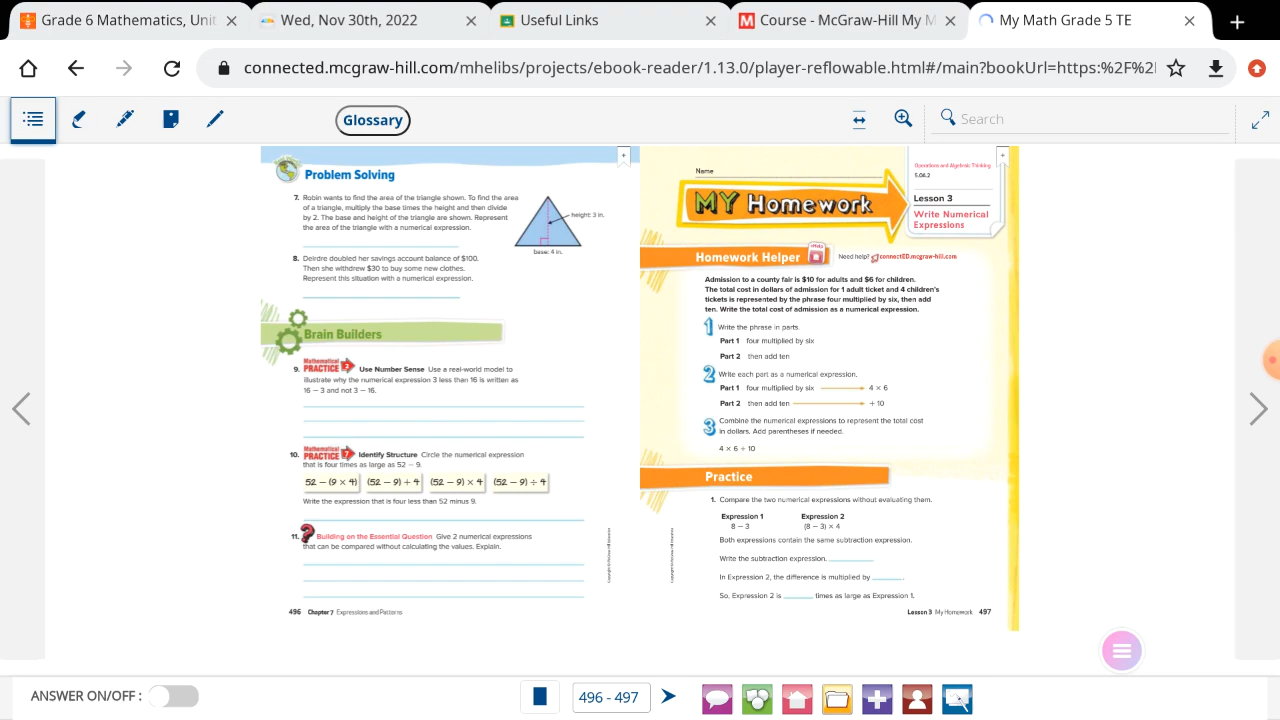 Grade 6 Mathematics, Unit
Wed, Nov 30th, 2022
Useful Links
Course - McGraw-Hill My M
My Math Grade 5 TE
connected.mcgraw-hill.com/mhelibs/projects/ebook-reader/1.13.0/player-reflowable.html#/main?bookUrl=https:%2F%2
Glossary
Search
Problem Solving
7. Robin wants to find the area of the triangle shown. To find the area
of a triangle, multiply the base times the height and then divide
by 2. The base and height of the triangle are shown. Represent
the area of the triangle with a numerical expression.
height: 3 in.
base: 4 in.
8. Deirdre doubled her savings account balance of $100.
Then she withdrew $30 to buy some new clothes.
Represent this situation with a numerical expression.
Brain Builders
9. Mathematical PRACTICE 2 Use Number Sense Use a real-world model to
illustrate why the numerical expression 3 less than 16 is written as
16 − 3 and not 3 − 16.
10. Mathematical PRACTICE 7 Identify Structure Circle the numerical expression
that is four times as large as 52 − 9.
52 − (9 × 4) (52 − 9) + 4 (52 − 9) × 4 (52 − 9) ÷ 4
Write the expression that is four less than 52 minus 9.
11. Building on the Essential Question Give 2 numerical expressions
that can be compared without calculating the values. Explain.
496 Chapter 7 Expressions and Patterns
Name
Operations and Algebraic Thinking
5.OA.2
MY Homework
Lesson 3
Write Numerical
Expressions
Homework Helper
Need help? connectED.mcgraw-hill.com
Admission to a county fair is $10 for adults and $6 for children.
The total cost in dollars of admission for 1 adult ticket and 4 children's
tickets is represented by the phrase four multiplied by six, then add
ten. Write the total cost of admission as a numerical expression.
1 Write the phrase in parts.
Part 1 four multiplied by six
Part 2 then add ten
2 Write each part as a numerical expression.
Part 1 four multiplied by six 4 × 6
Part 2 then add ten + 10
3 Combine the numerical expressions to represent the total cost
in dollars. Add parentheses if needed.
4 × 6 + 10
Practice
1. Compare the two numerical expressions without evaluating them.
Expression 1 Expression 2
8 − 3 (8 − 3) × 4
Both expressions contain the same subtraction expression.
Write the subtraction expression.
In Expression 2, the difference is multiplied by .
So, Expression 2 is times as large as Expression 1.
Lesson 3 My Homework 497
ANSWER ON/OFF :
496 - 497